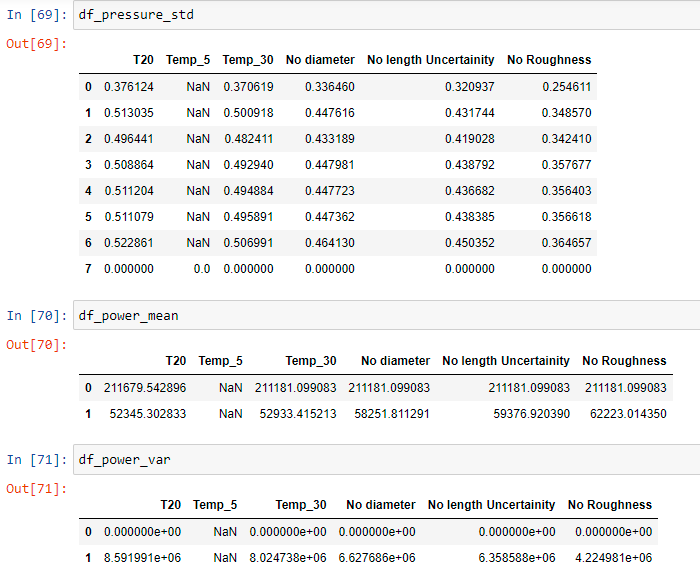 In [69]: df_pressure_std
Out[69]:
T20 Temp_5 Temp_30 No diameter No length Uncertainity No Roughness
0 0.376124 NaN 0.370619 0.336460 0.320937 0.254611
1 0.513035 NaN 0.500918 0.447616 0.431744 0.348570
2 0.496441 NaN 0.482411 0.433189 0.419028 0.342410
3 0.508864 NaN 0.492940 0.447981 0.438792 0.357677
4 0.511204 NaN 0.494884 0.447723 0.436682 0.356403
5 0.511079 NaN 0.495891 0.447362 0.438385 0.356618
6 0.522861 NaN 0.506991 0.464130 0.450352 0.364657
7 0.000000 0.0 0.000000 0.000000 0.000000 0.000000
In [70]: df_power_mean
Out[70]:
T20 Temp_5 Temp_30 No diameter No length Uncertainity No Roughness
0 211679.542896 NaN 211181.099083 211181.099083 211181.099083 211181.099083
1 52345.302833 NaN 52933.415213 58251.811291 59376.920390 62223.014350
In [71]: df_power_var
Out[71]:
T20 Temp_5 Temp_30 No diameter No length Uncertainity No Roughness
0 0.000000e+00 NaN 0.000000e+00 0.000000e+00 0.000000e+00 0.000000e+00
1 8.591991e+06 NaN 8.024738e+06 6.627686e+06 6.358588e+06 4.224981e+06